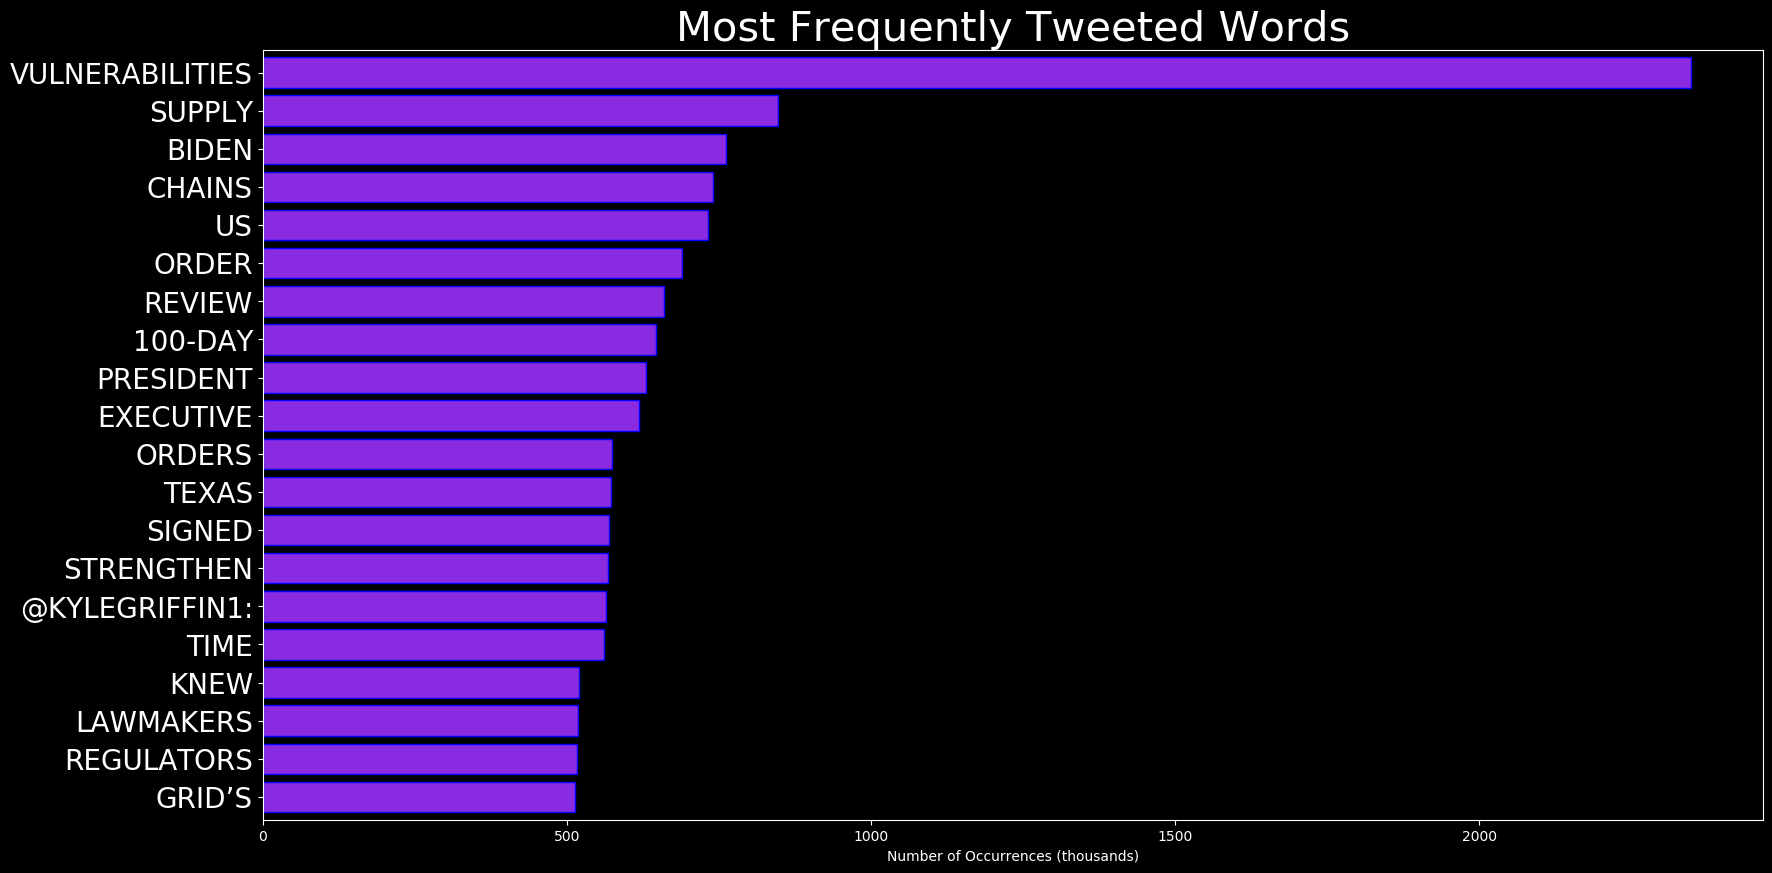 Most Frequently Tweeted Words
VULNERABILITIES
SUPPLY
BIDEN
CHAINS
US
ORDER
REVIEW
100-DAY
PRESIDENT
EXECUTIVE
ORDERS
TEXAS
SIGNED
STRENGTHEN
@KYLEGRIFFIN1:
TIME
KNEW
LAWMAKERS
REGULATORS
GRID’S
0 500 1000 1500 2000
Number of Occurrences (thousands)